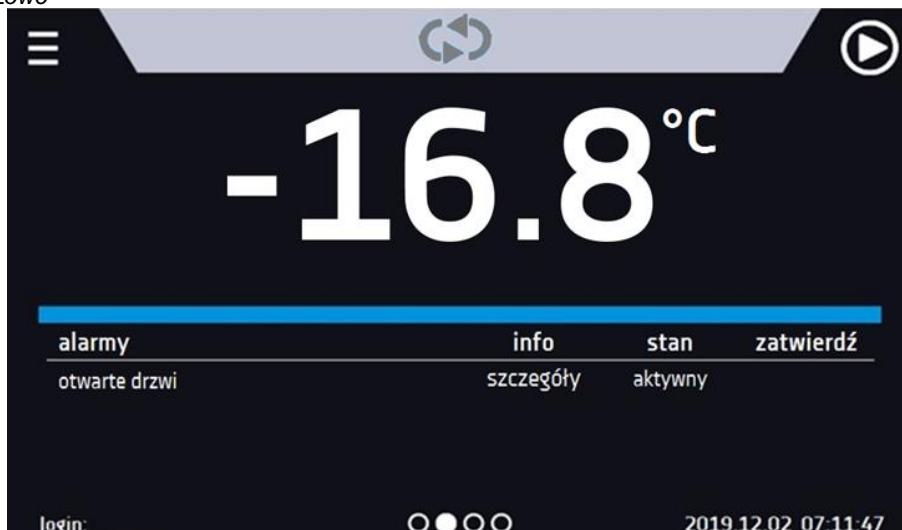 -16.8°C
alarmy info stan zatwierdź
otwarte drzwi szczegóły aktywny
login: 2019.12.02 07:11:47